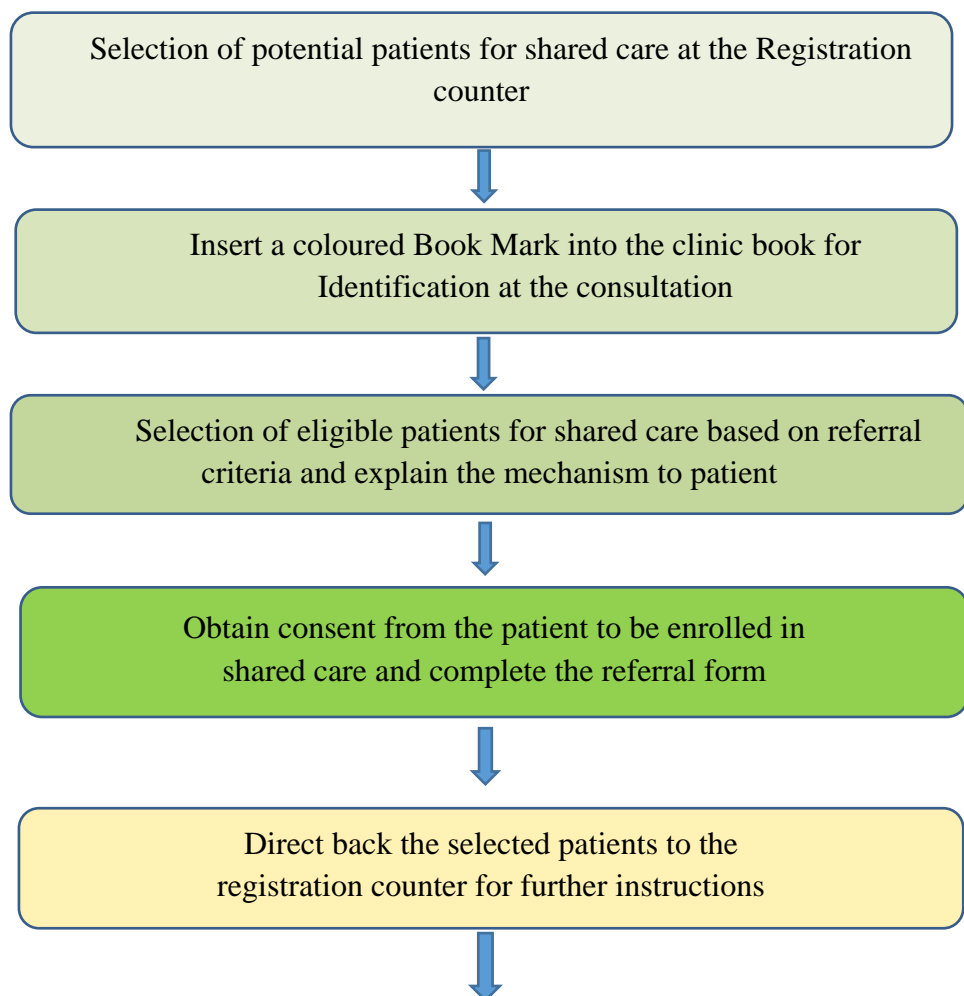 Selection of potential patients for shared care at the Registration
counter
Insert a coloured Book Mark into the clinic book for
Identification at the consultation
Selection of eligible patients for shared care based on referral
criteria and explain the mechanism to patient
Obtain consent from the patient to be enrolled in
shared care and complete the referral form
Direct back the selected patients to the
registration counter for further instructions